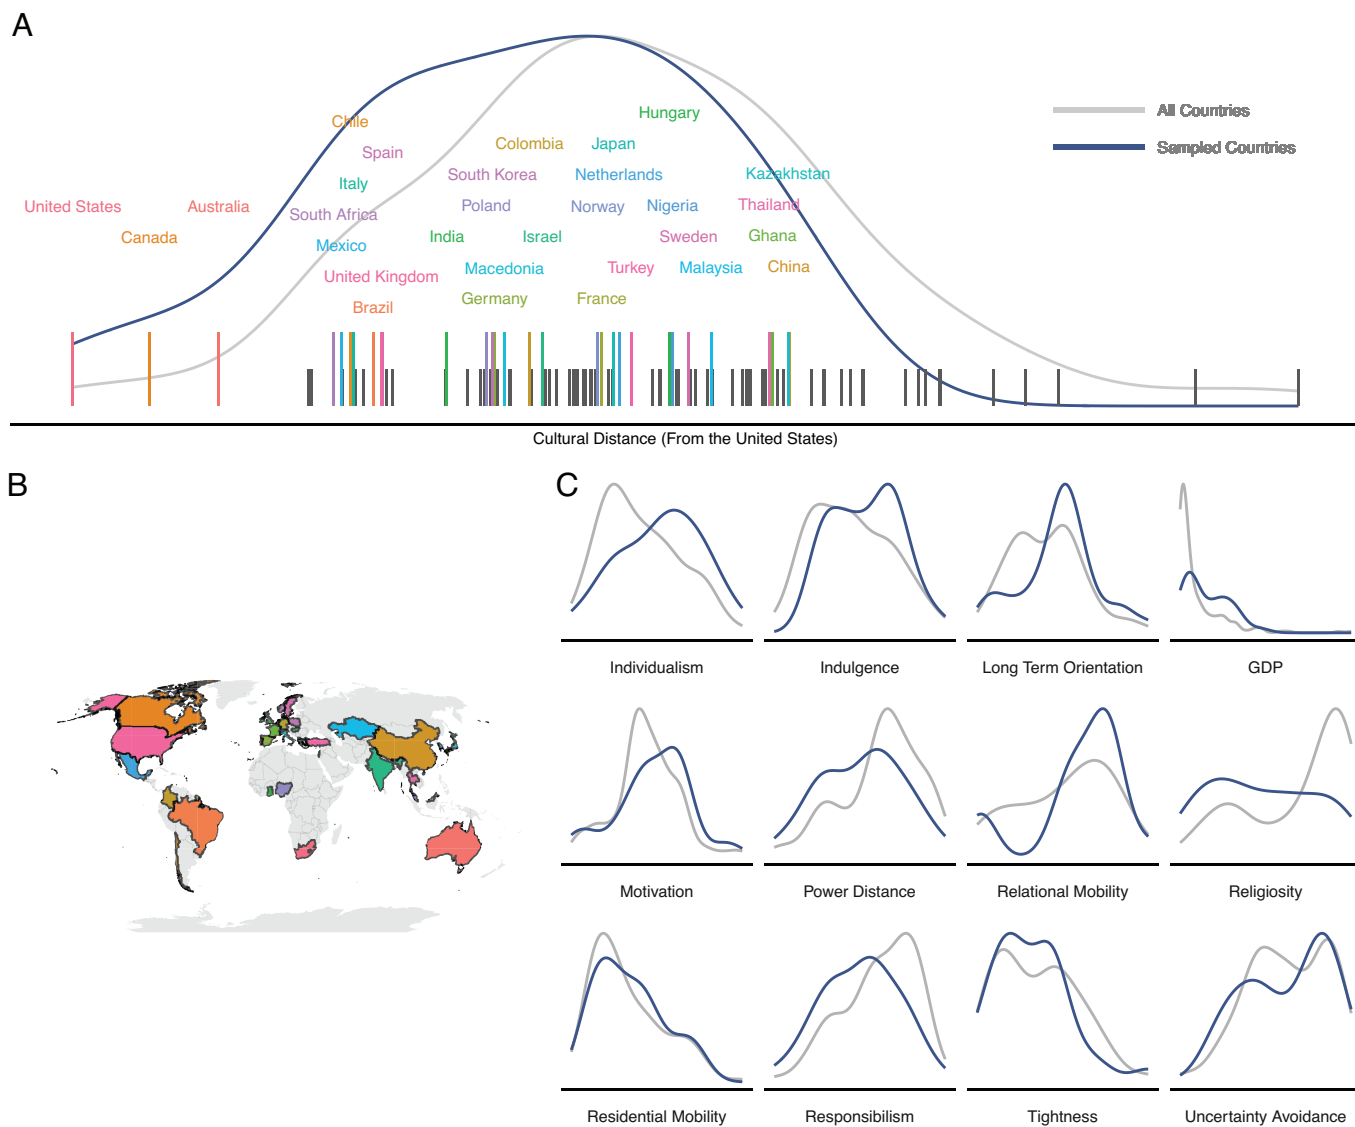 A
Hungary
All Countries
Chile
Colombia
Japan
Sampled Countries
Spain
South Korea
Netherlands
Kazakhstan
Italy
United States
Australia
South Africa
Poland
Norway
Nigeria
Thailand
Canada
Mexico
India
Israel
Sweden
Ghana
United Kingdom
Macedonia
Turkey
Malaysia
China
Brazil
Germany
France
Cultural Distance (From the United States)
B
C
Individualism
Indulgence
Long Term Orientation
GDP
Motivation
Power Distance
Relational Mobility
Religiosity
Residential Mobility
Responsibilism
Tightness
Uncertainty Avoidance